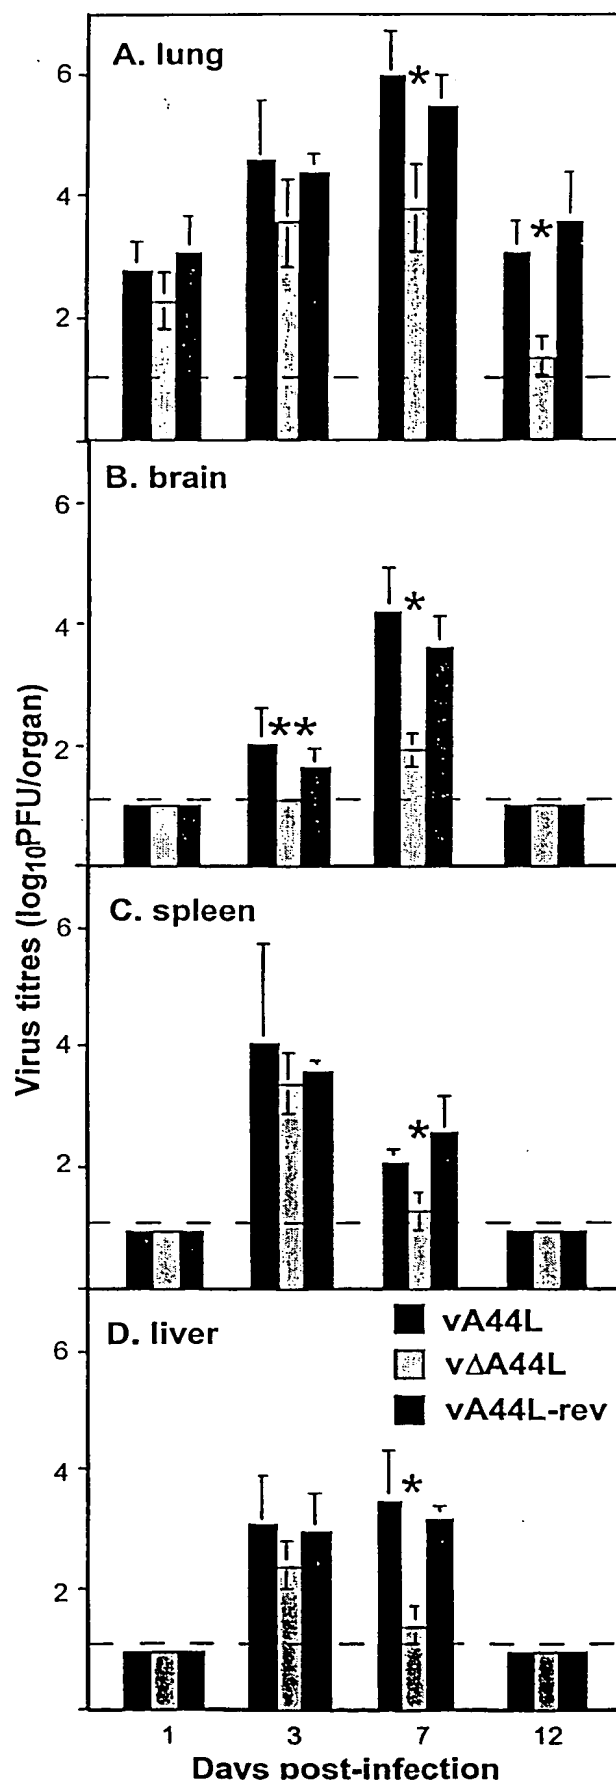 A. lung
6
*
4
*
2
B. brain
6
*
4
**
2
Virus titres (log10PFU/organ)
C. spleen
6
4
*
2
D. liver
vA44L
vΔA44L
vA44L-rev
6
4
*
2
1 3 7 12
Days post-infection